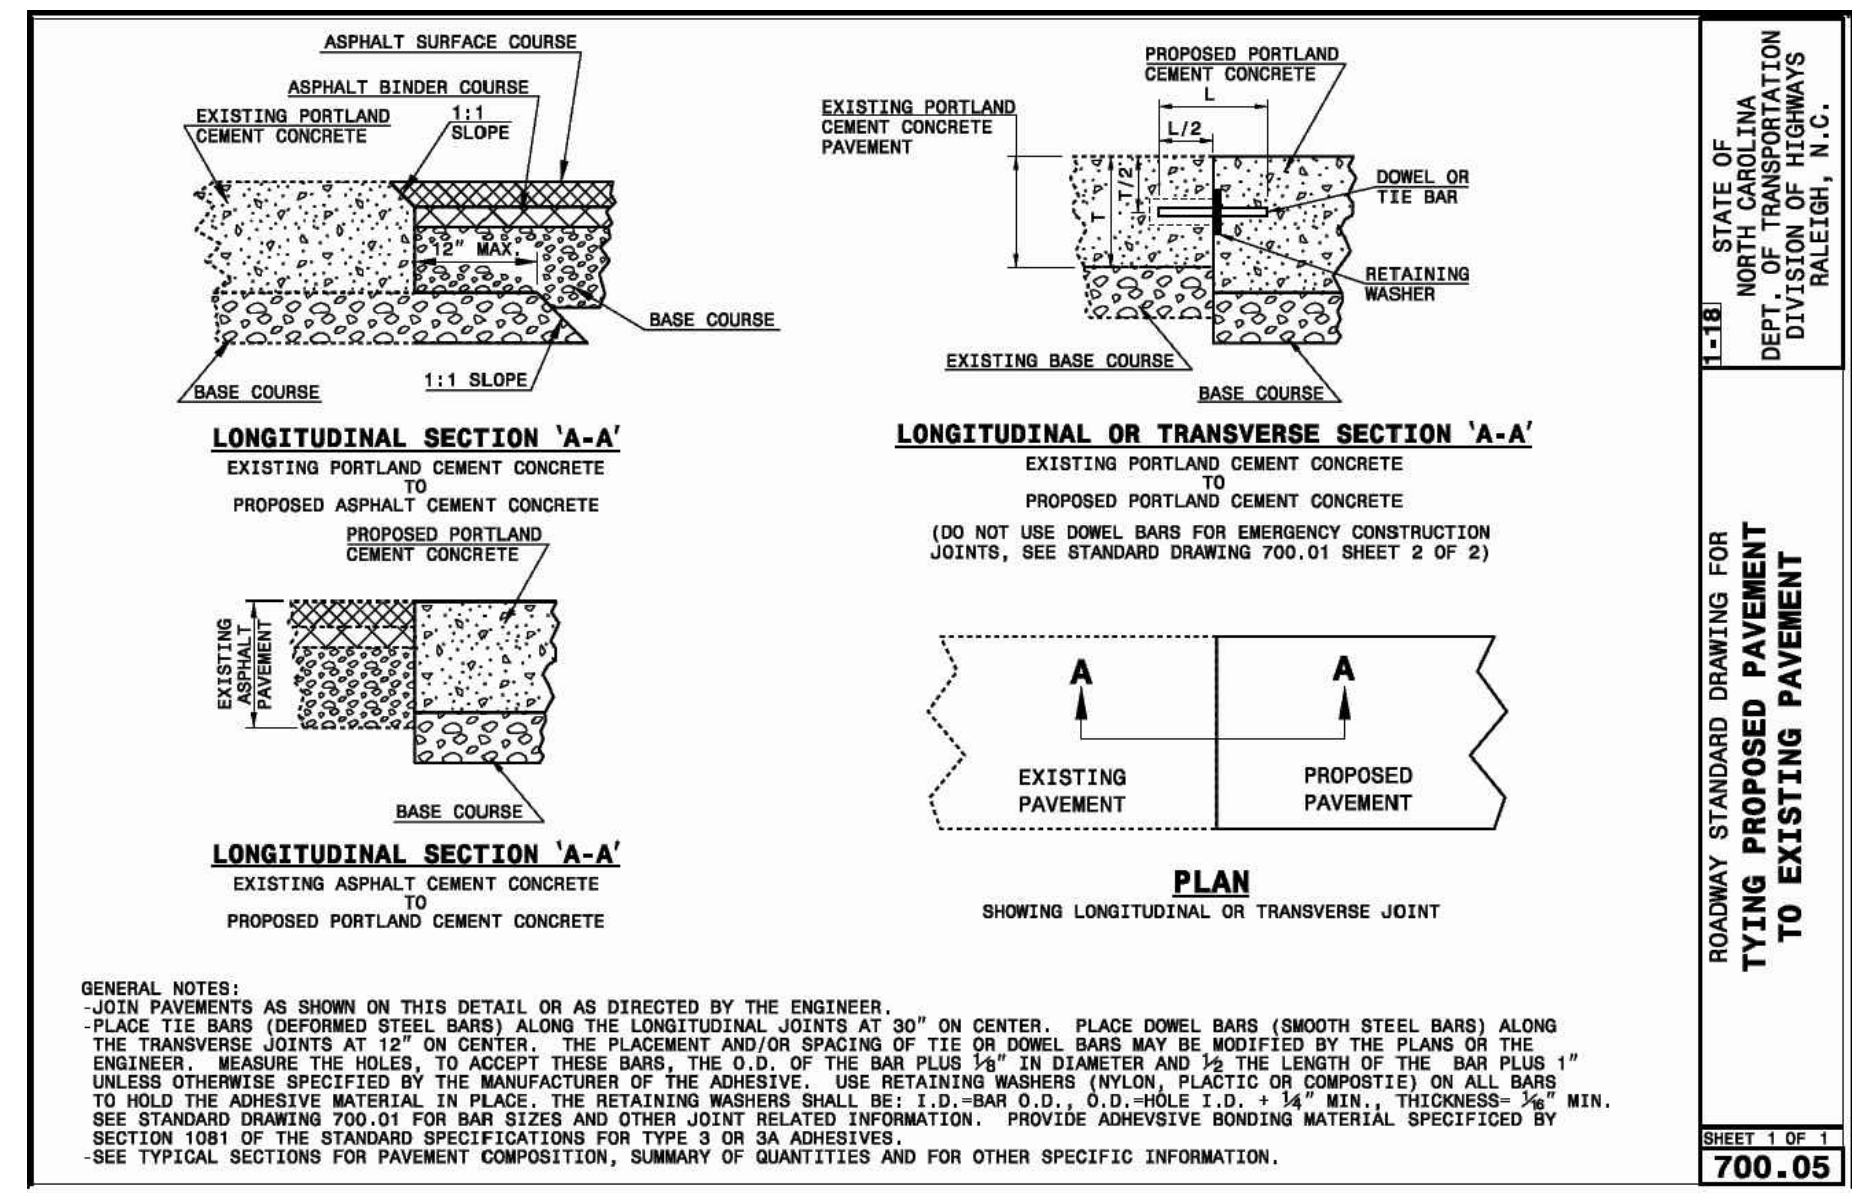 ASPHALT SURFACE COURSE
ASPHALT BINDER COURSE
EXISTING PORTLAND
CEMENT CONCRETE
1:1
SLOPE
12" MAX.
BASE COURSE
1:1 SLOPE
BASE COURSE
LONGITUDINAL SECTION 'A-A'
EXISTING PORTLAND CEMENT CONCRETE
TO
PROPOSED ASPHALT CEMENT CONCRETE
PROPOSED PORTLAND
CEMENT CONCRETE
L
EXISTING PORTLAND
CEMENT CONCRETE
PAVEMENT
L/2
T/2
T
DOWEL OR
TIE BAR
RETAINING
WASHER
EXISTING BASE COURSE
BASE COURSE
LONGITUDINAL OR TRANSVERSE SECTION 'A-A'
EXISTING PORTLAND CEMENT CONCRETE
TO
PROPOSED PORTLAND CEMENT CONCRETE
(DO NOT USE DOWEL BARS FOR EMERGENCY CONSTRUCTION
JOINTS, SEE STANDARD DRAWING 700.01 SHEET 2 OF 2)
PROPOSED PORTLAND
CEMENT CONCRETE
EXISTING
ASPHALT
PAVEMENT
BASE COURSE
LONGITUDINAL SECTION 'A-A'
EXISTING ASPHALT CEMENT CONCRETE
TO
PROPOSED PORTLAND CEMENT CONCRETE
A A
EXISTING
PAVEMENT
PROPOSED
PAVEMENT
PLAN
SHOWING LONGITUDINAL OR TRANSVERSE JOINT
GENERAL NOTES:
-JOIN PAVEMENTS AS SHOWN ON THIS DETAIL OR AS DIRECTED BY THE ENGINEER.
-PLACE TIE BARS (DEFORMED STEEL BARS) ALONG THE LONGITUDINAL JOINTS AT 30" ON CENTER. PLACE DOWEL BARS (SMOOTH STEEL BARS) ALONG
THE TRANSVERSE JOINTS AT 12" ON CENTER. THE PLACEMENT AND/OR SPACING OF TIE OR DOWEL BARS MAY BE MODIFIED BY THE PLANS OR THE
ENGINEER. MEASURE THE HOLES, TO ACCEPT THESE BARS, THE O.D. OF THE BAR PLUS 1/8" IN DIAMETER AND 1/2 THE LENGTH OF THE BAR PLUS 1"
UNLESS OTHERWISE SPECIFIED BY THE MANUFACTURER OF THE ADHESIVE. USE RETAINING WASHERS (NYLON, PLACTIC OR COMPOSTIE) ON ALL BARS
TO HOLD THE ADHESIVE MATERIAL IN PLACE. THE RETAINING WASHERS SHALL BE: I.D.=BAR O.D., O.D.=HOLE I.D. + 1/4" MIN., THICKNESS= 1/16" MIN.
SEE STANDARD DRAWING 700.01 FOR BAR SIZES AND OTHER JOINT RELATED INFORMATION. PROVIDE ADHEVSIVE BONDING MATERIAL SPECIFICED BY
SECTION 1081 OF THE STANDARD SPECIFICATIONS FOR TYPE 3 OR 3A ADHESIVES.
-SEE TYPICAL SECTIONS FOR PAVEMENT COMPOSITION, SUMMARY OF QUANTITIES AND FOR OTHER SPECIFIC INFORMATION.
1-18
STATE OF
NORTH CAROLINA
DEPT. OF TRANSPORTATION
DIVISION OF HIGHWAYS
RALEIGH, N.C.
ROADWAY STANDARD DRAWING FOR
TYING PROPOSED PAVEMENT
TO EXISTING PAVEMENT
SHEET 1 OF 1
700.05